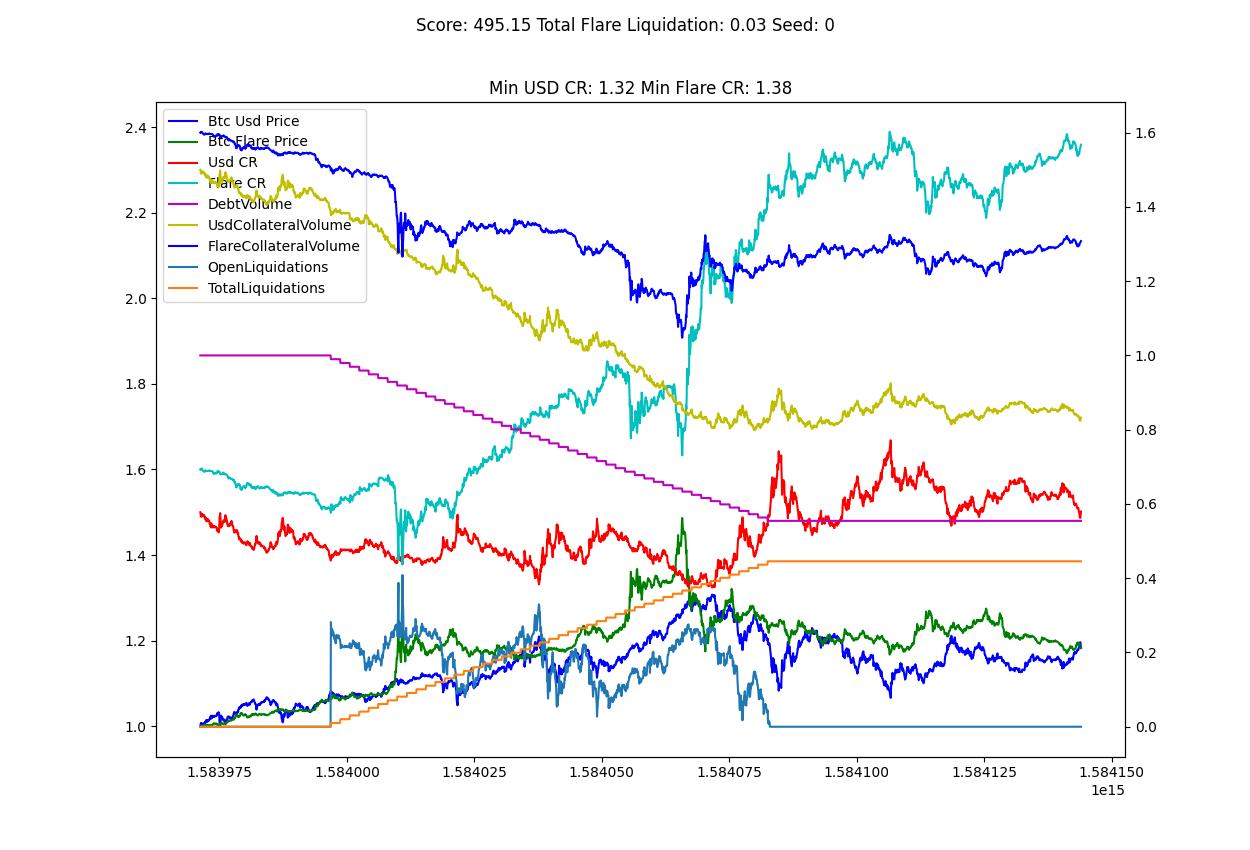 Score: 495.15 Total Flare Liquidation: 0.03 Seed: 0
Min USD CR: 1.32 Min Flare CR: 1.38
Btc Usd Price
Btc Flare Price
Usd CR
Flare CR
DebtVolume
UsdCollateralVolume
FlareCollateralVolume
OpenLiquidations
TotalLiquidations
2.4
2.2
2.0
1.8
1.6
1.4
1.2
1.0
1.6
1.4
1.2
1.0
0.8
0.6
0.4
0.2
0.0
1.583975 1.584000 1.584025 1.584050 1.584075 1.584100 1.584125 1.584150
1e15